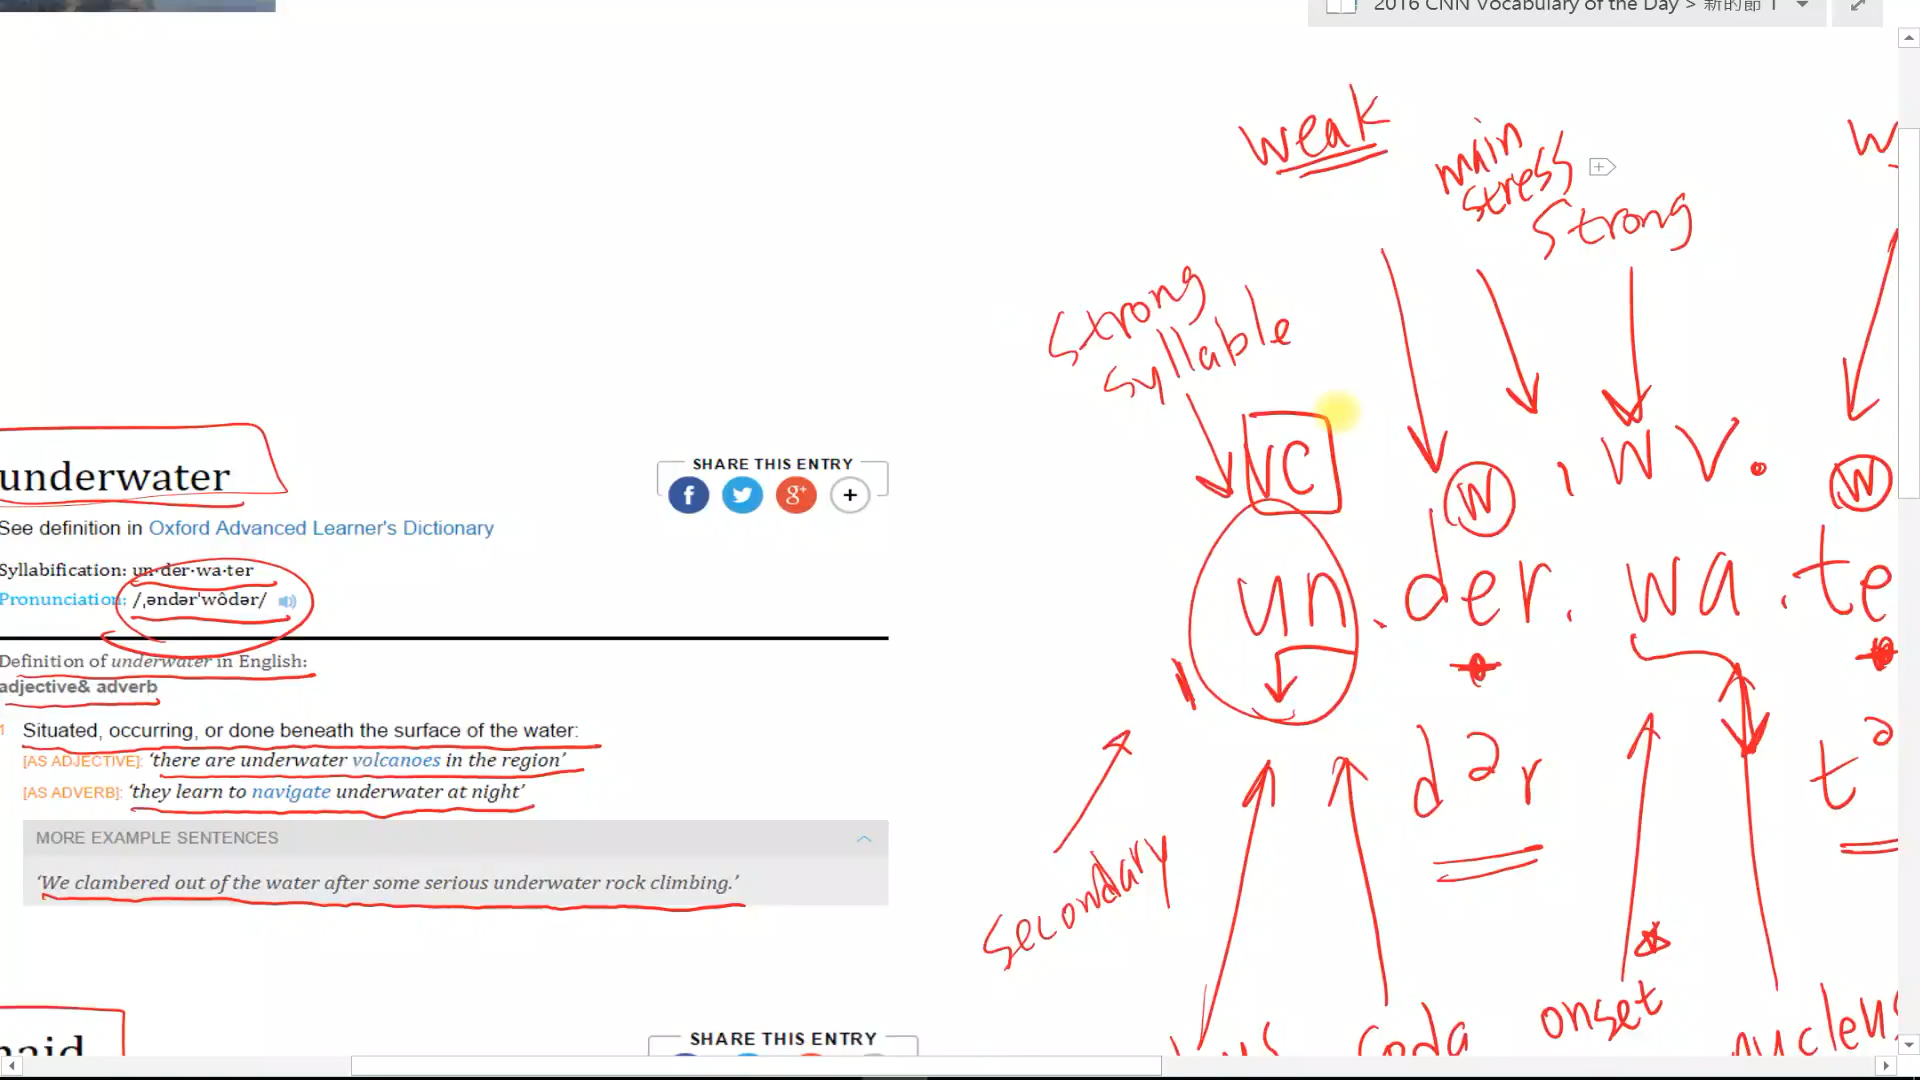 2016 CNN Vocabulary of the Day > 新的節 1
underwater
SHARE THIS ENTRY
See definition in Oxford Advanced Learner's Dictionary
Syllabification: un·der·wa·ter
Pronunciation: /ˌəndərˈwôdər/
Definition of underwater in English:
adjective& adverb
1 Situated, occurring, or done beneath the surface of the water:
[AS ADJECTIVE]: ‘there are underwater volcanoes in the region’
[AS ADVERB]: ‘they learn to navigate underwater at night’
MORE EXAMPLE SENTENCES
‘We clambered out of the water after some serious underwater rock climbing.’
SHARE THIS ENTRY
weak
main
stress
strong
W
strong
syllable
VC
W
ˈWV.
W
un.der.wa.te
dər
tə
secondary
coda
onset
nucleus